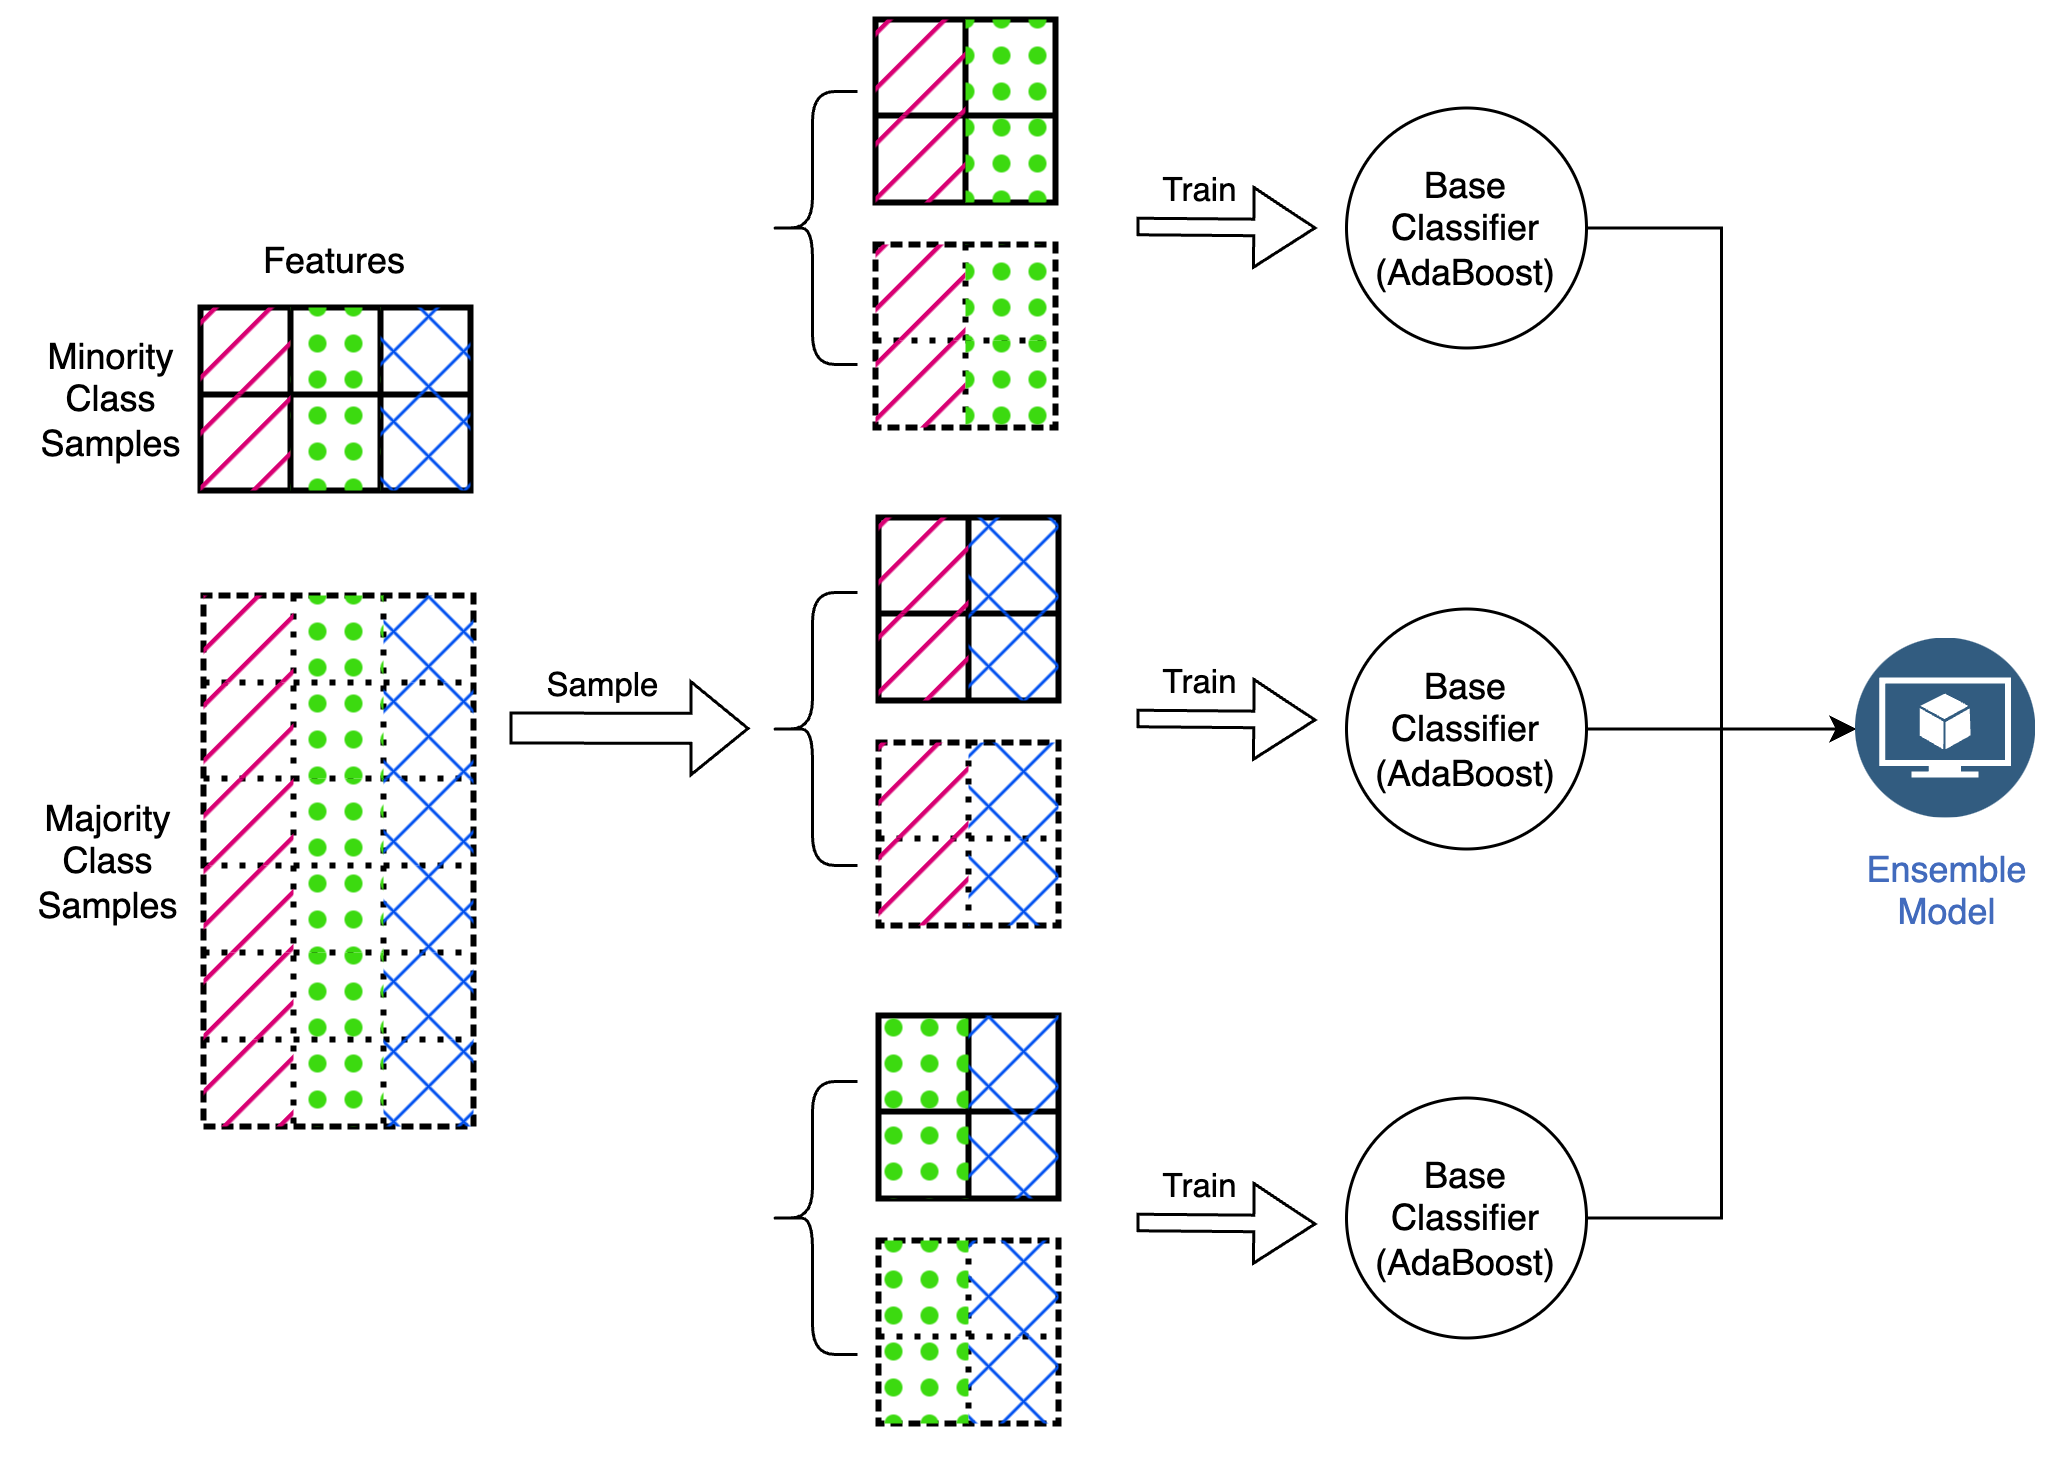 Features
Minority
Class
Samples
Majority
Class
Samples
Sample
Train
Base
Classifier
(AdaBoost)
Train
Base
Classifier
(AdaBoost)
Train
Base
Classifier
(AdaBoost)
Ensemble
Model